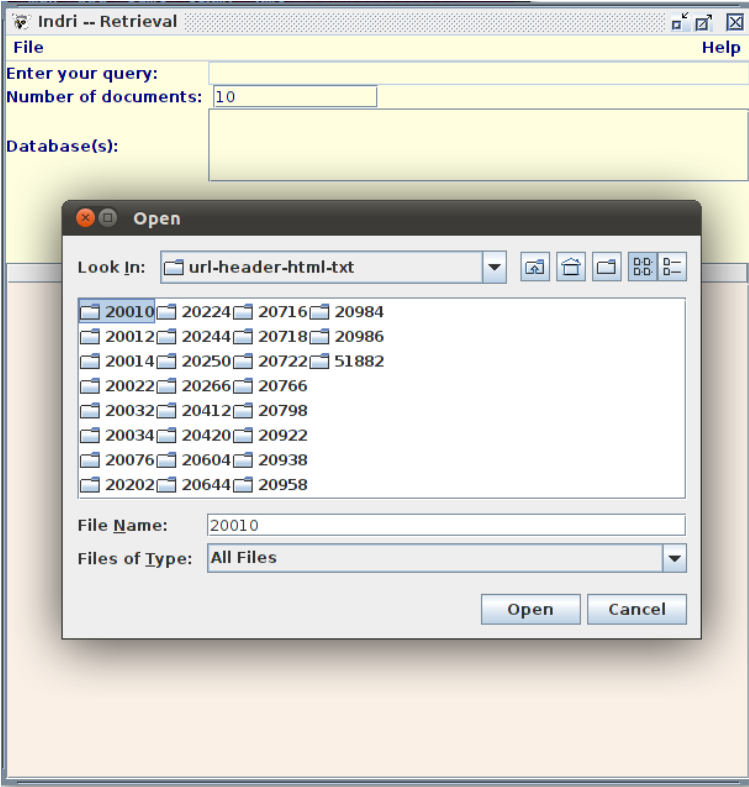 Indri -- Retrieval
File Help
Enter your query:
Number of documents: 10
Database(s):
Open
Look In: url-header-html-txt
20010 20224 20716 20984
20012 20244 20718 20986
20014 20250 20722 51882
20022 20266 20766
20032 20412 20798
20034 20420 20922
20076 20604 20938
20202 20644 20958
File Name: 20010
Files of Type: All Files
Open Cancel